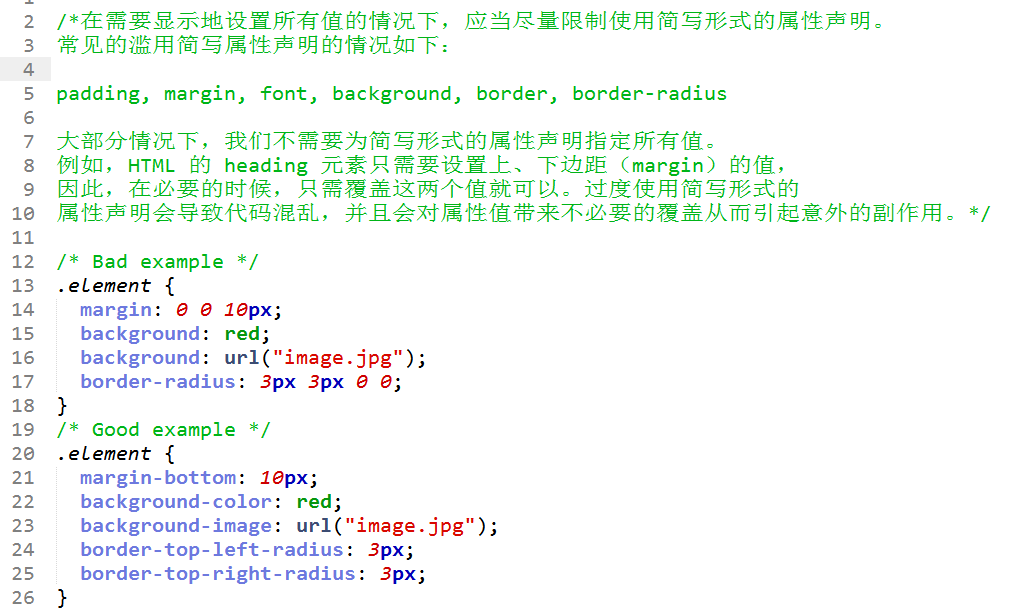 2 /*在需要显示地设置所有值的情况下，应当尽量限制使用简写形式的属性声明。
3 常见的滥用简写属性声明的情况如下：
4
5 padding, margin, font, background, border, border-radius
6
7 大部分情况下，我们不需要为简写形式的属性声明指定所有值。
8 例如，HTML 的 heading 元素只需要设置上、下边距（margin）的值，
9 因此，在必要的时候，只需覆盖这两个值就可以。过度使用简写形式的
10 属性声明会导致代码混乱，并且会对属性值带来不必要的覆盖从而引起意外的副作用。*/
11
12 /* Bad example */
13 .element {
14   margin: 0 0 10px;
15   background: red;
16   background: url("image.jpg");
17   border-radius: 3px 3px 0 0;
18 }
19 /* Good example */
20 .element {
21   margin-bottom: 10px;
22   background-color: red;
23   background-image: url("image.jpg");
24   border-top-left-radius: 3px;
25   border-top-right-radius: 3px;
26 }